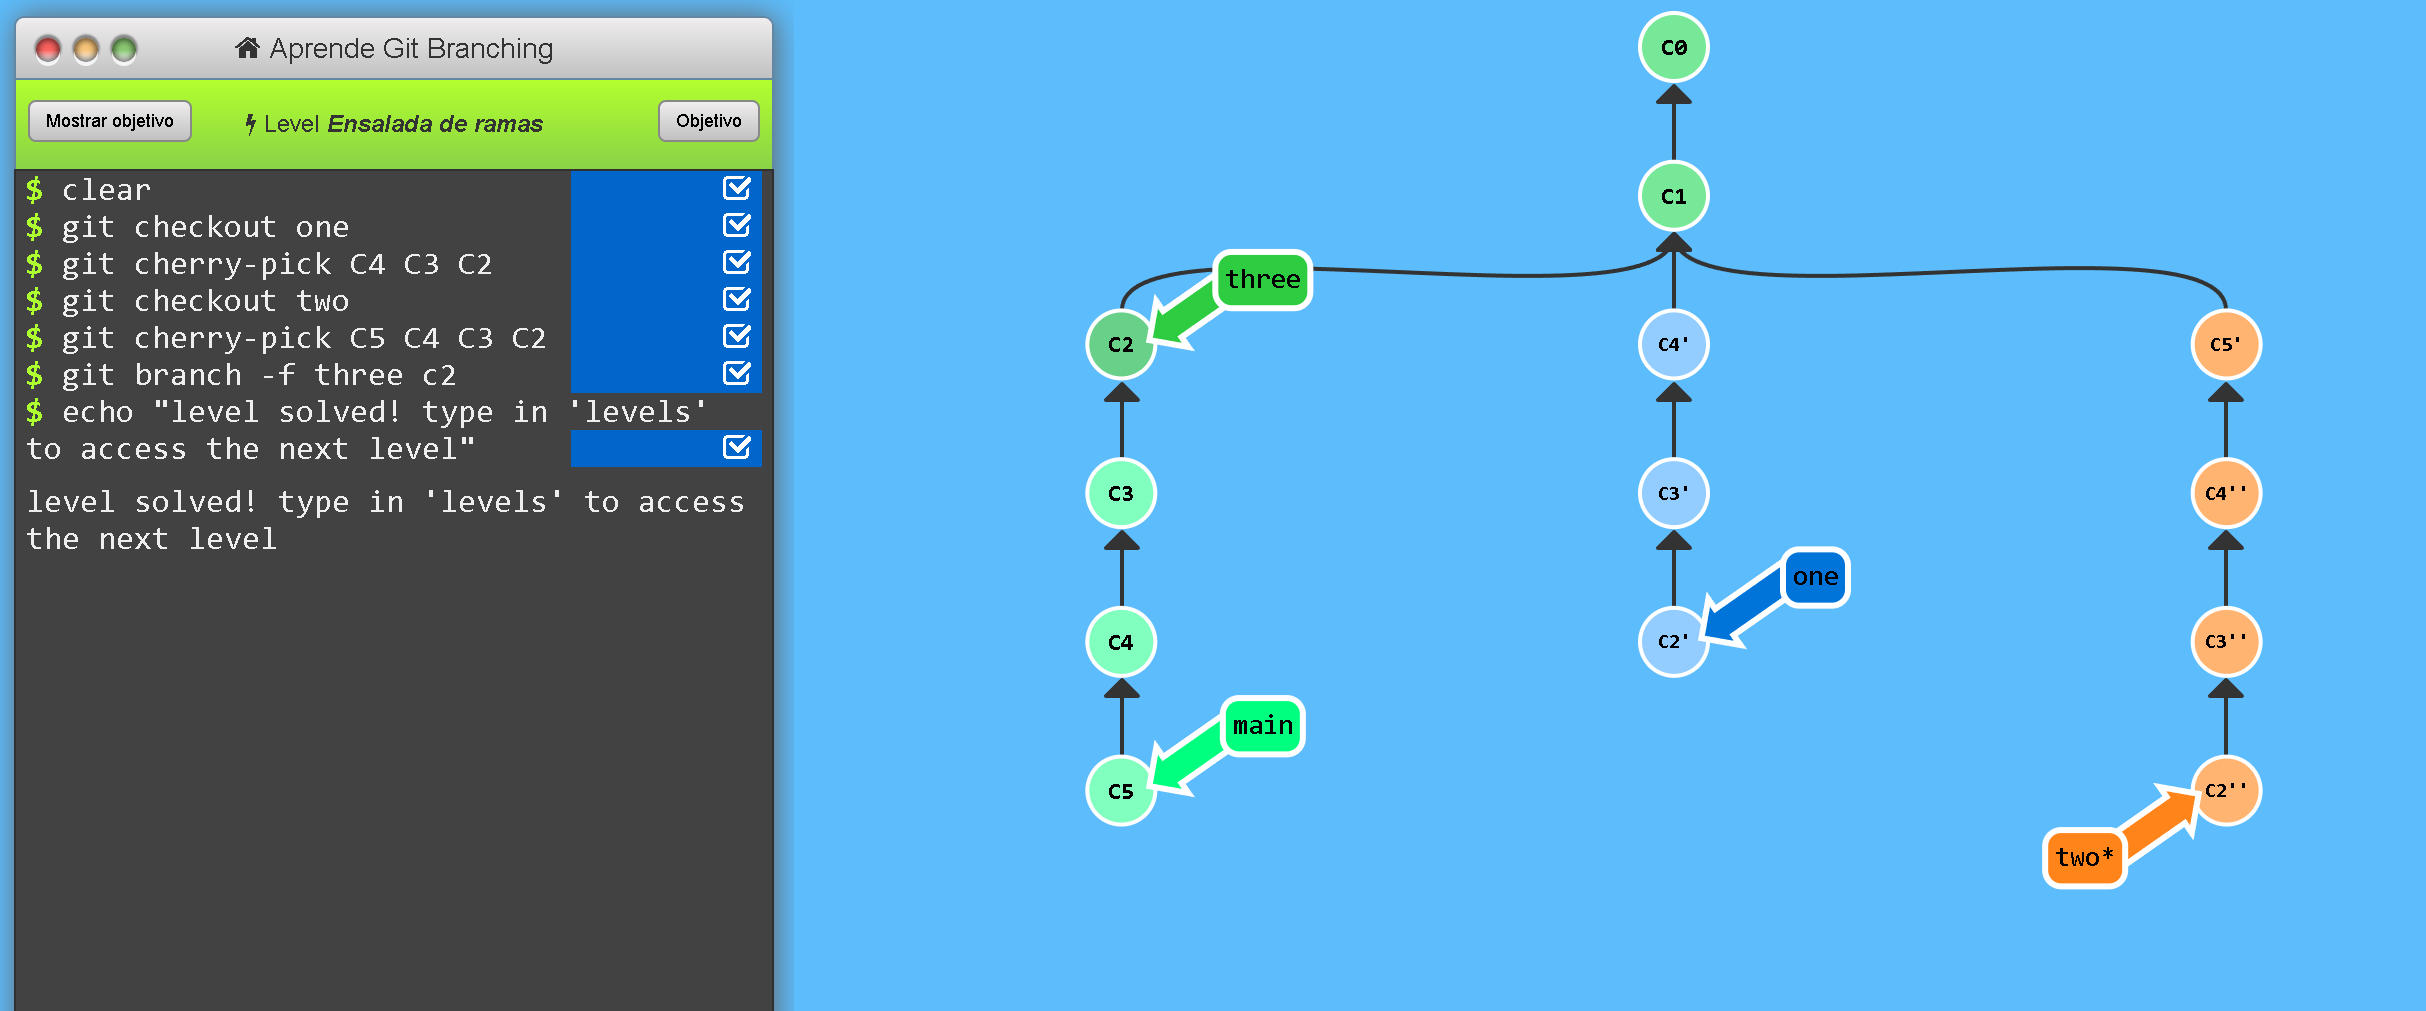 Aprende Git Branching
Mostrar objetivo
Level Ensalada de ramas
Objetivo
$ clear
$ git checkout one
$ git cherry-pick C4 C3 C2
$ git checkout two
$ git cherry-pick C5 C4 C3 C2
$ git branch -f three c2
$ echo "level solved! type in 'levels'
to access the next level"
level solved! type in 'levels' to access
the next level
C0
C1
three
C2
C4'
C5'
C3
C3'
C4''
one
C4
C2'
C3''
main
C5
C2''
two*